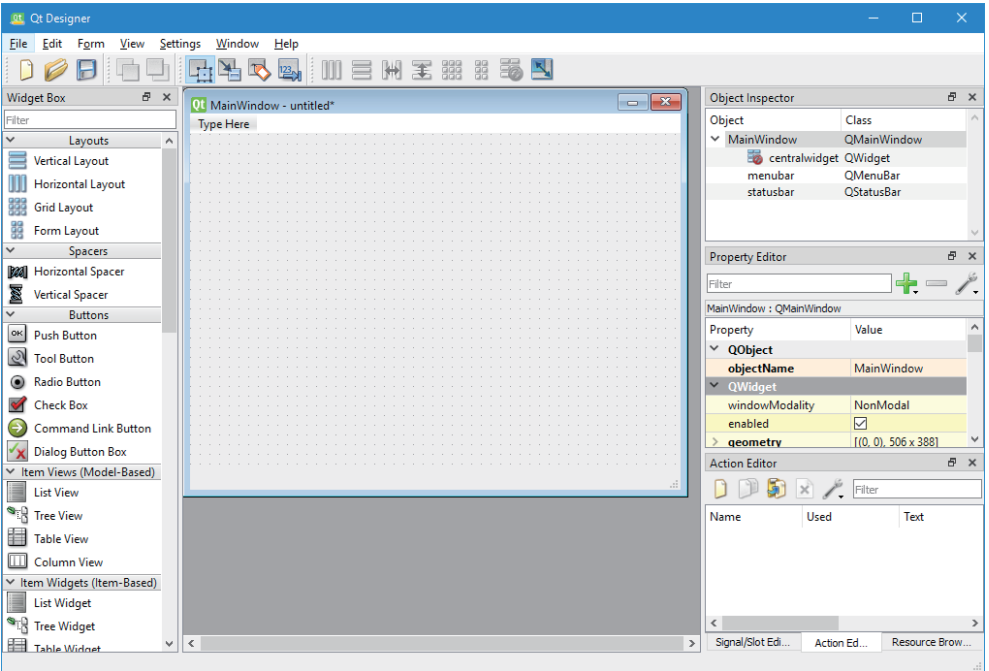 Qt Designer
File Edit Form View Settings Window Help
Widget Box
Filter
Layouts
Vertical Layout
Horizontal Layout
Grid Layout
Form Layout
Spacers
Horizontal Spacer
Vertical Spacer
Buttons
OK Push Button
Tool Button
Radio Button
Check Box
Command Link Button
Dialog Button Box
Item Views (Model-Based)
List View
Tree View
Table View
Column View
Item Widgets (Item-Based)
List Widget
Tree Widget
Table Widget
Qt MainWindow - untitled*
Type Here
Object Inspector
Object Class
MainWindow QMainWindow
centralwidget QWidget
menubar QMenuBar
statusbar QStatusBar
Property Editor
Filter
MainWindow : QMainWindow
Property Value
QObject
objectName MainWindow
QWidget
windowModality NonModal
enabled
geometry [(0, 0), 506 x 388]
Action Editor
Filter
Name Used Text
Signal/Slot Edi... Action Ed... Resource Brow...